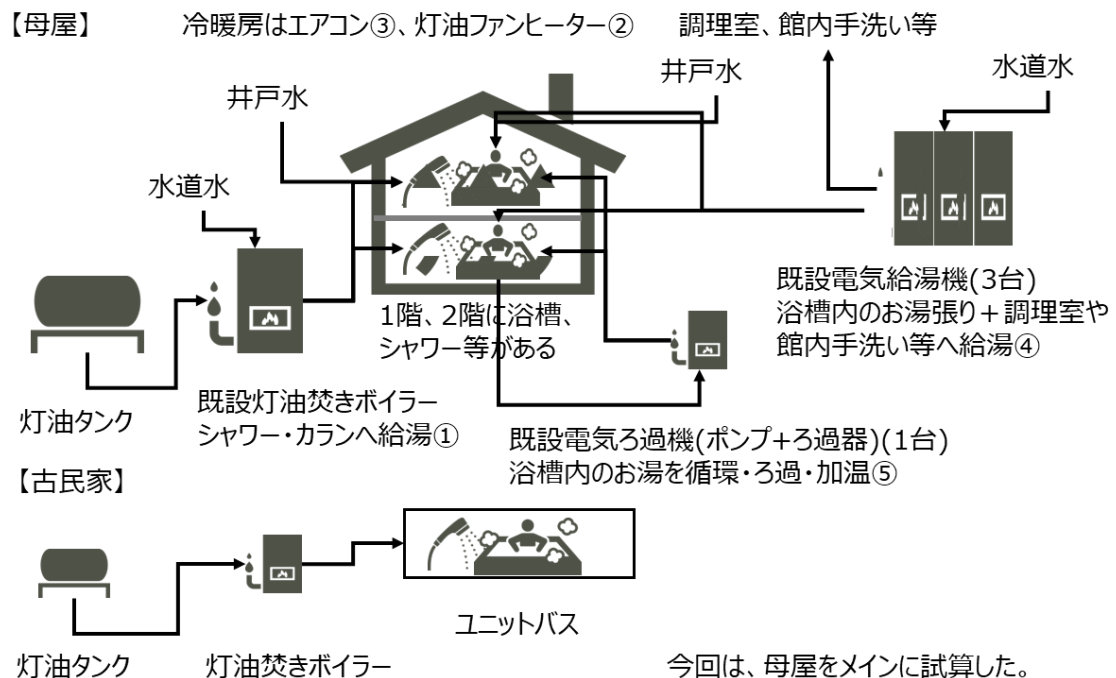 【母屋】 冷暖房はエアコン③、灯油ファンヒーター② 調理室、館内手洗い等
井戸水
水道水
井戸水
水道水
1階、2階に浴槽、
シャワー等がある
既設電気給湯機(3台)
浴槽内のお湯張り＋調理室や
館内手洗い等へ給湯④
灯油タンク
既設灯油焚きボイラー
シャワー・カランへ給湯①
既設電気ろ過機(ポンプ+ろ過器)(1台)
浴槽内のお湯を循環・ろ過・加温⑤
【古民家】
ユニットバス
灯油タンク
灯油焚きボイラー
今回は、母屋をメインに試算した。